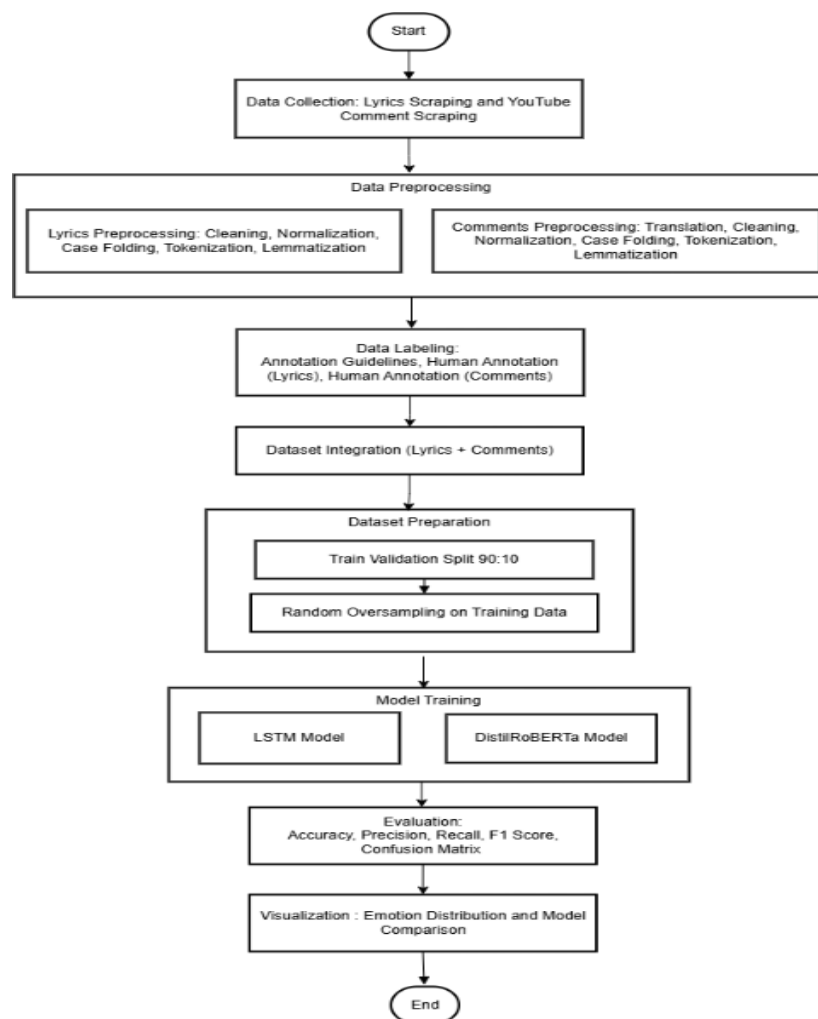 Start
Data Collection: Lyrics Scraping and YouTube
Comment Scraping
Data Preprocessing
Lyrics Preprocessing: Cleaning, Normalization,
Case Folding, Tokenization, Lemmatization
Comments Preprocessing: Translation, Cleaning,
Normalization, Case Folding, Tokenization,
Lemmatization
Data Labeling:
Annotation Guidelines, Human Annotation
(Lyrics), Human Annotation (Comments)
Dataset Integration (Lyrics + Comments)
Dataset Preparation
Train Validation Split 90:10
Random Oversampling on Training Data
Model Training
LSTM Model
DistilRoBERTa Model
Evaluation:
Accuracy, Precision, Recall, F1 Score,
Confusion Matrix
Visualization : Emotion Distribution and Model
Comparison
End